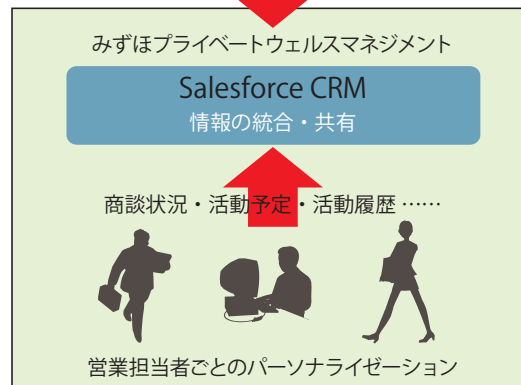 みずほプライベートウェルスマネジメント
Salesforce CRM
情報の統合・共有
商談状況・活動予定・活動履歴 ……
営業担当者ごとのパーソナライゼーション